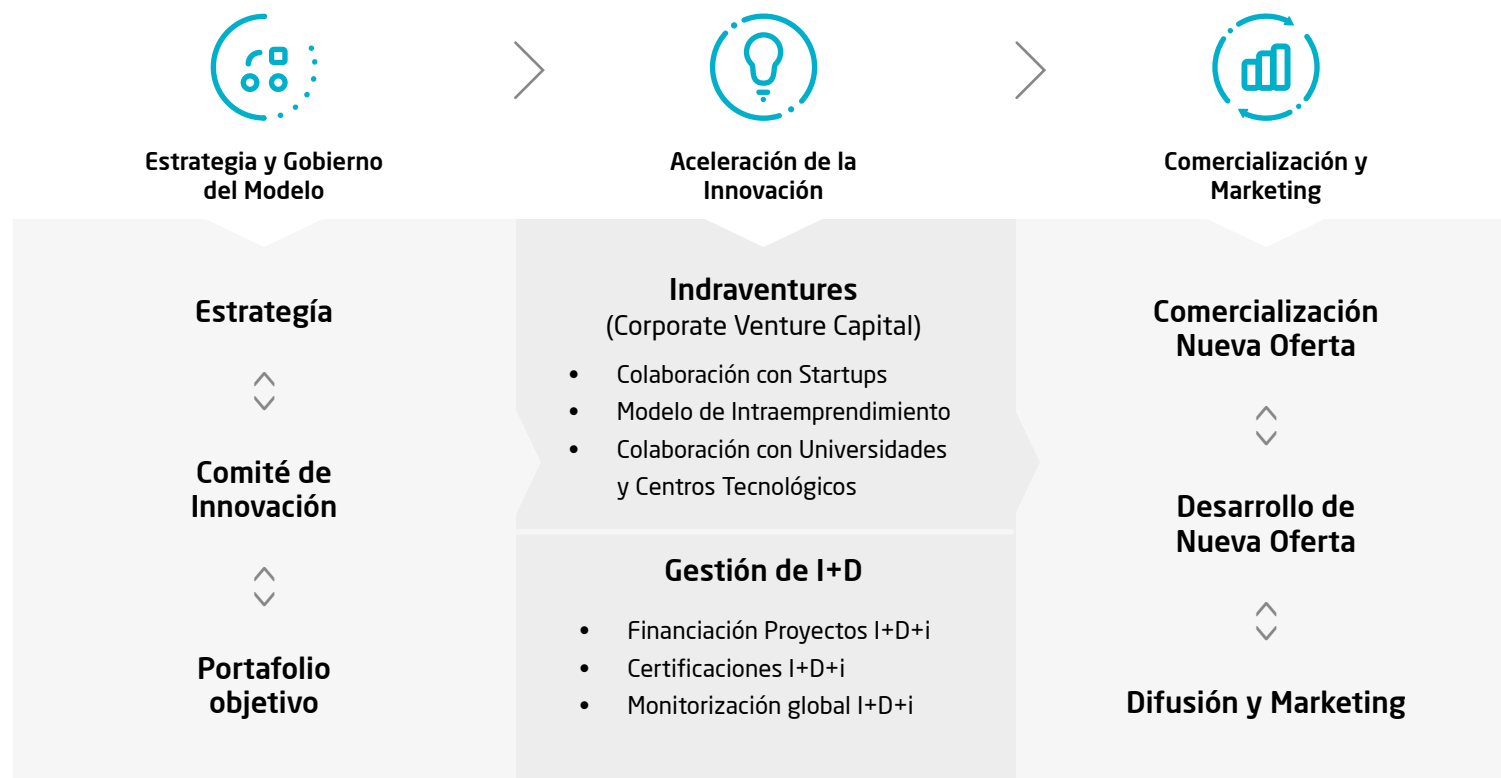 Estrategia y Gobierno
del Modelo
Aceleración de la
Innovación
Comercialización y
Marketing
Estrategía
Comité de
Innovación
Portafolio
objetivo
Indraventures
(Corporate Venture Capital)
• Colaboración con Startups
• Modelo de Intraemprendimiento
• Colaboración con Universidades
y Centros Tecnológicos
Gestión de I+D
• Financiación Proyectos I+D+i
• Certificaciones I+D+i
• Monitorización global I+D+i
Comercialización
Nueva Oferta
Desarrollo de
Nueva Oferta
Difusión y Marketing